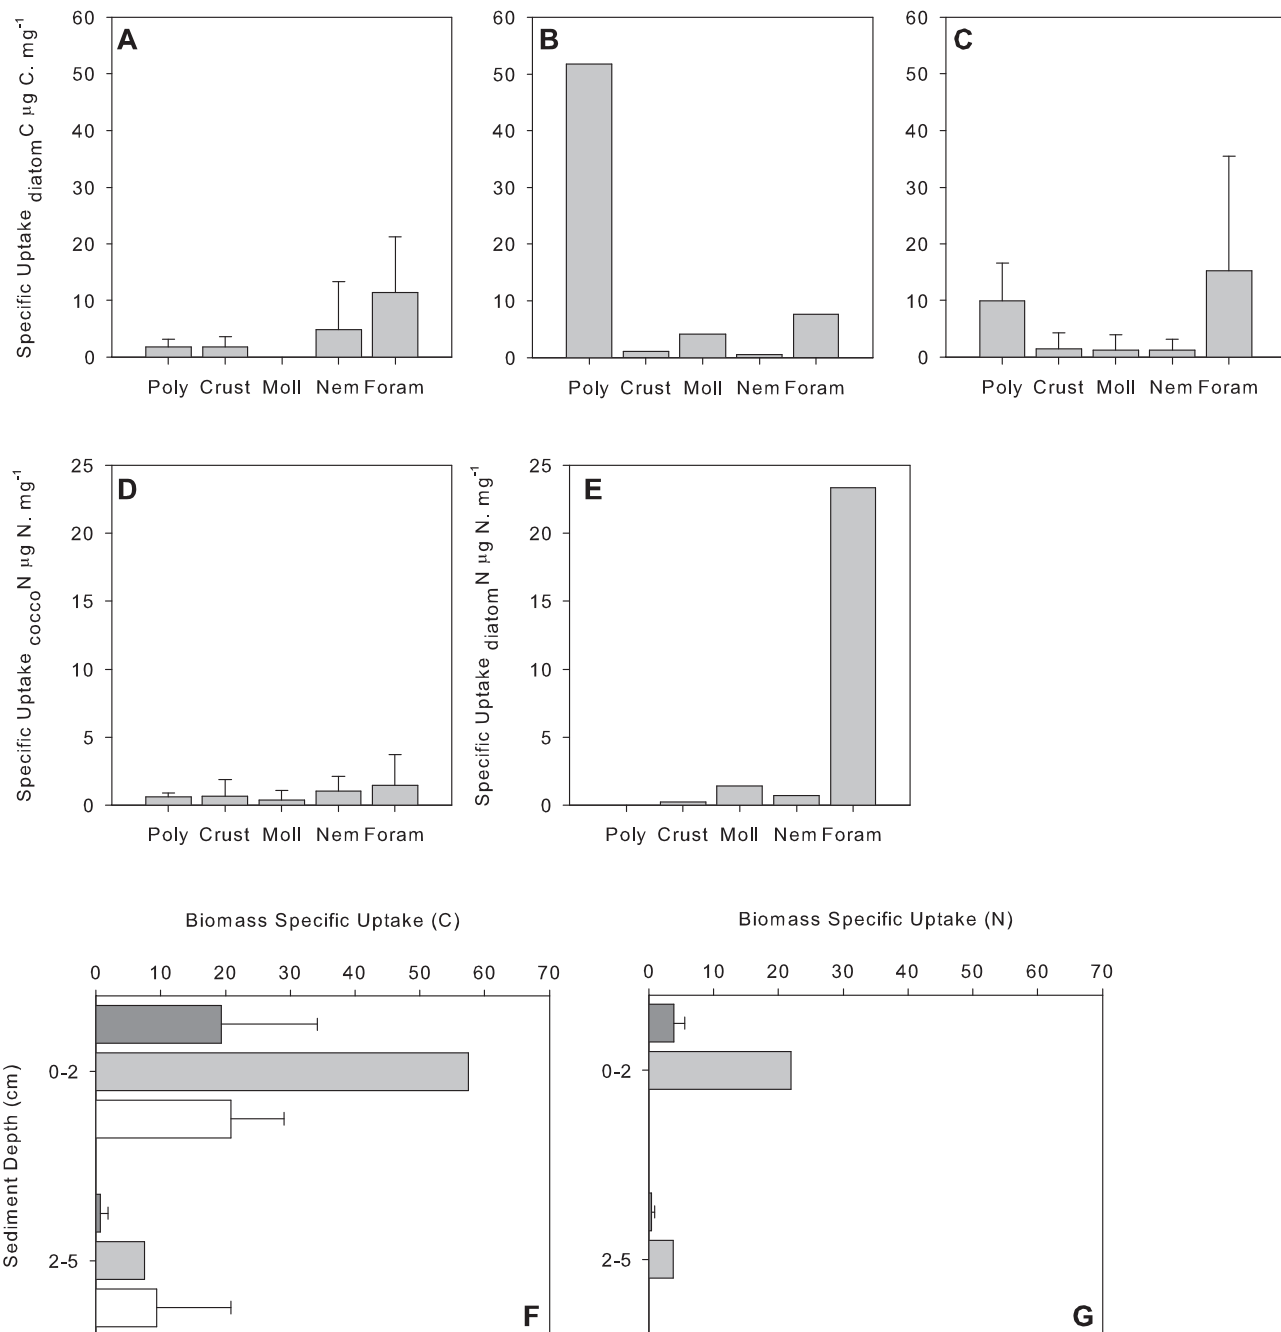 Specific Uptake diatomC µg C. mg-1
A
60
50
40
30
20
10
0
Poly Crust Moll Nem Foram
B
60
50
40
30
20
10
0
Poly Crust Moll Nem Foram
C
60
50
40
30
20
10
0
Poly Crust Moll Nem Foram
Specific Uptake coccoN µg N. mg-1
D
25
20
15
10
5
0
Poly Crust Moll Nem Foram
Specific Uptake diatomN µg N. mg-1
E
25
20
15
10
5
0
Poly Crust Moll Nem Foram
Biomass Specific Uptake (C)
0 10 20 30 40 50 60 70
Sediment Depth (cm)
0-2
2-5
F
Biomass Specific Uptake (N)
0 10 20 30 40 50 60 70
0-2
2-5
G